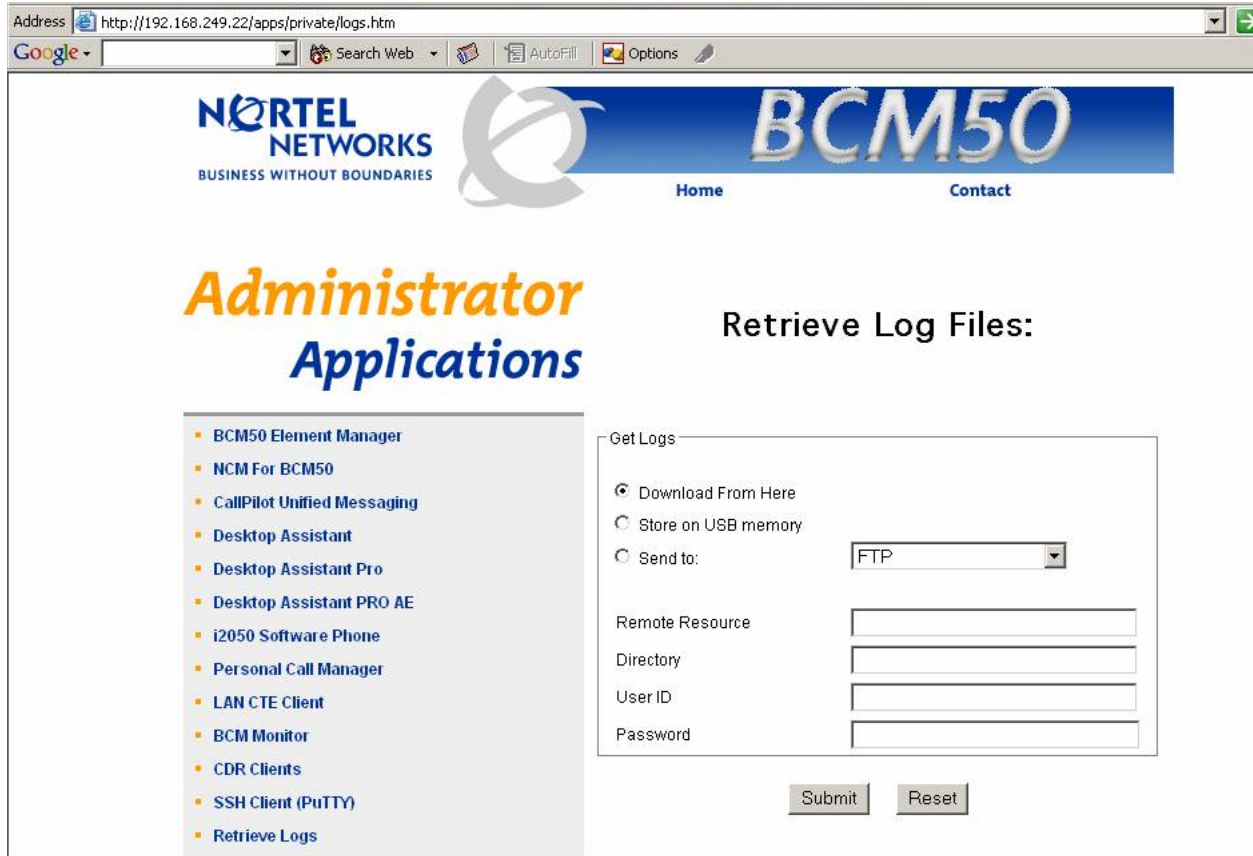 Address http://192.168.249.22/apps/private/logs.htm
Google Search Web AutoFill Options
NORTEL
NETWORKS
BUSINESS WITHOUT BOUNDARIES
BCM50
Home Contact
Administrator
Applications
Retrieve Log Files:
BCM50 Element Manager
NCM For BCM50
CallPilot Unified Messaging
Desktop Assistant
Desktop Assistant Pro
Desktop Assistant PRO AE
i2050 Software Phone
Personal Call Manager
LAN CTE Client
BCM Monitor
CDR Clients
SSH Client (PuTTY)
Retrieve Logs
Get Logs
Download From Here
Store on USB memory
Send to: FTP
Remote Resource
Directory
User ID
Password
Submit Reset